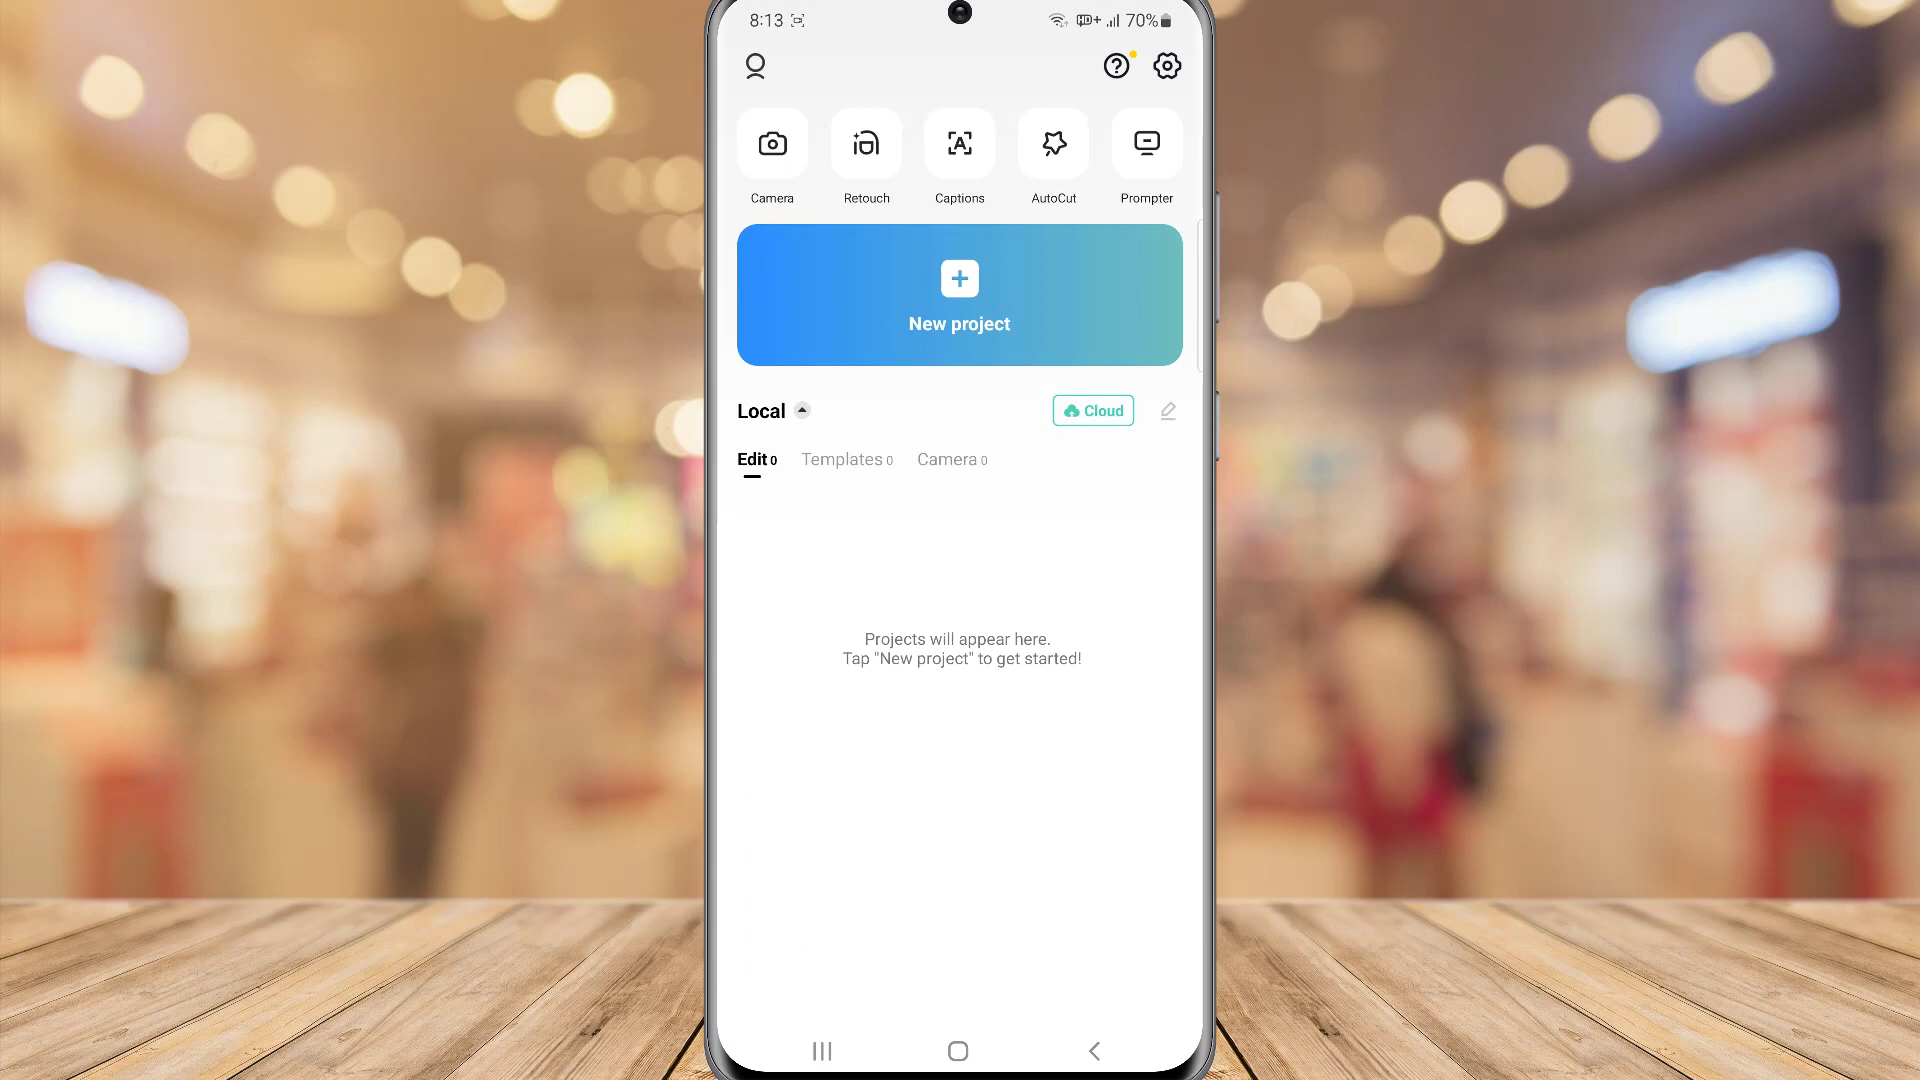 8:13 70%
Camera Retouch Captions AutoCut Prompter
New project
Local Cloud
Edit 0 Templates 0 Camera 0
Projects will appear here.
Tap "New project" to get started!